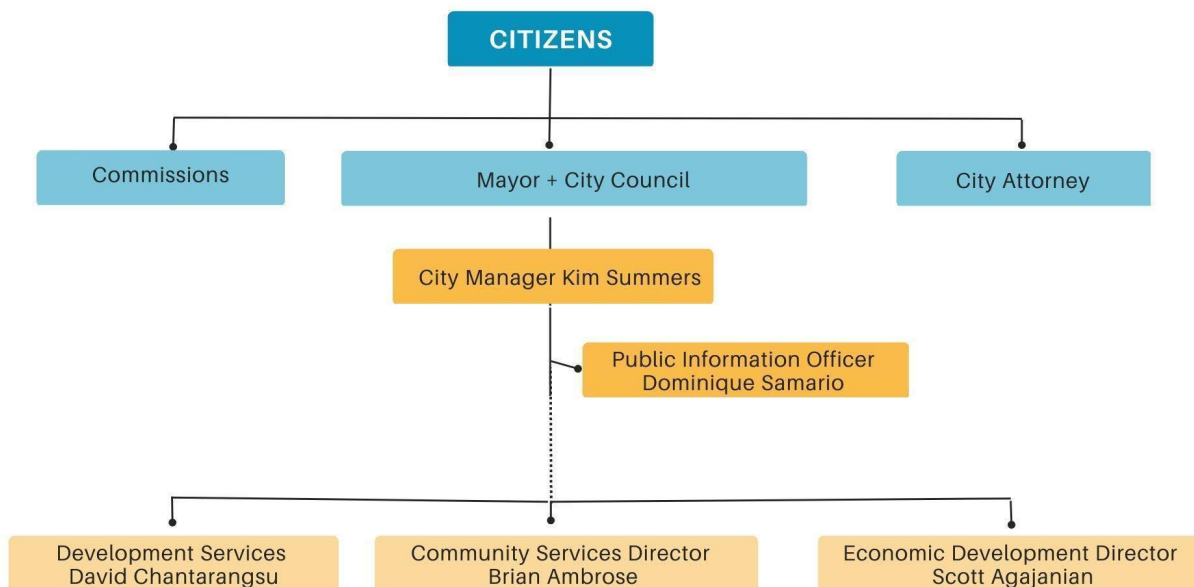 CITIZENS
Commissions
Mayor + City Council
City Attorney
City Manager Kim Summers
Public Information Officer
Dominique Samario
Development Services
David Chantarangsu
Community Services Director
Brian Ambrose
Economic Development Director
Scott Agajanian